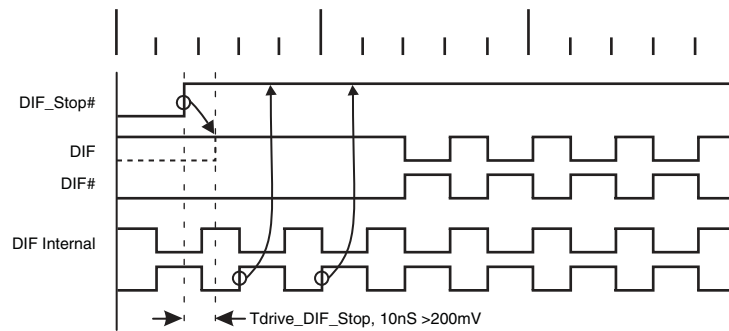 DIF_Stop#
DIF
DIF#
DIF Internal
Tdrive_DIF_Stop, 10nS >200mV